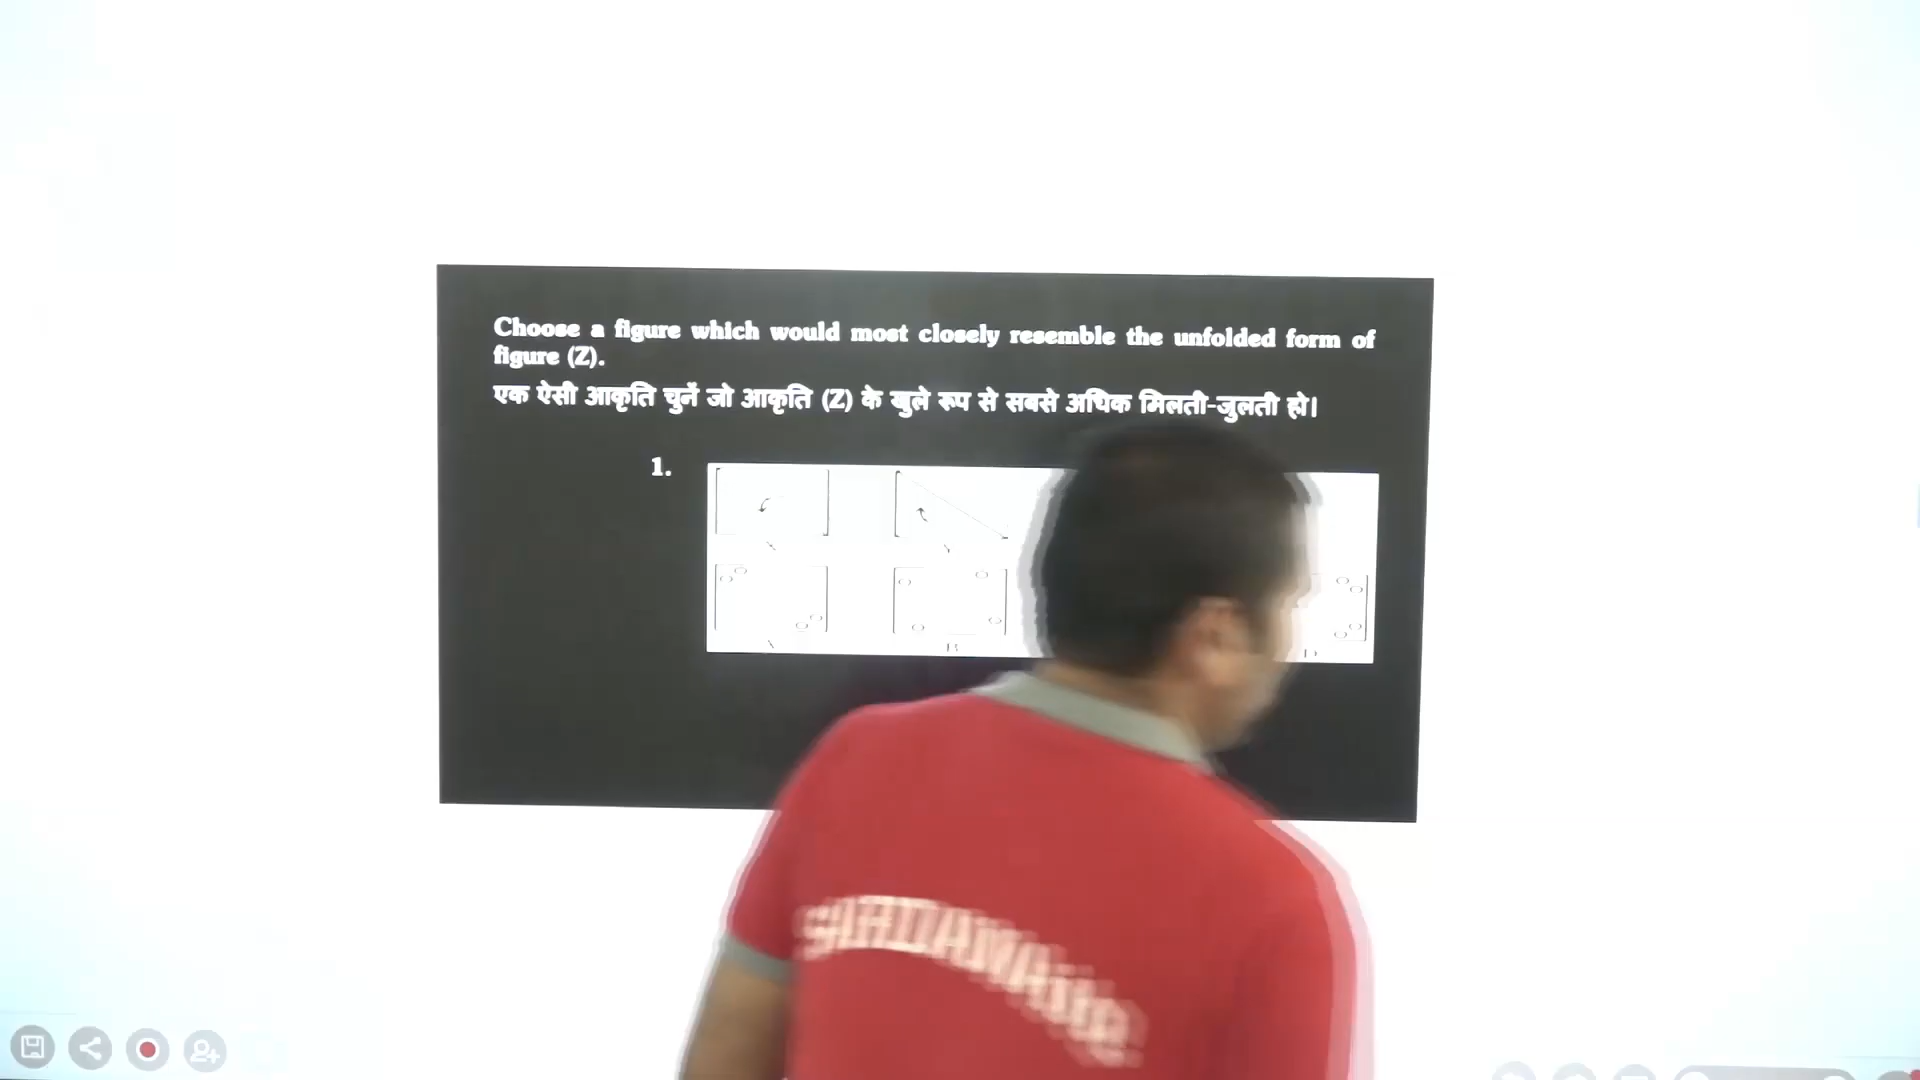 Choose a figure which would most closely resemble the unfolded form of
figure (Z).
एक ऐसी आकृति चुनें जो आकृति (Z) के खुले रूप से सबसे अधिक मिलती-जुलती हो।
1.
B
D